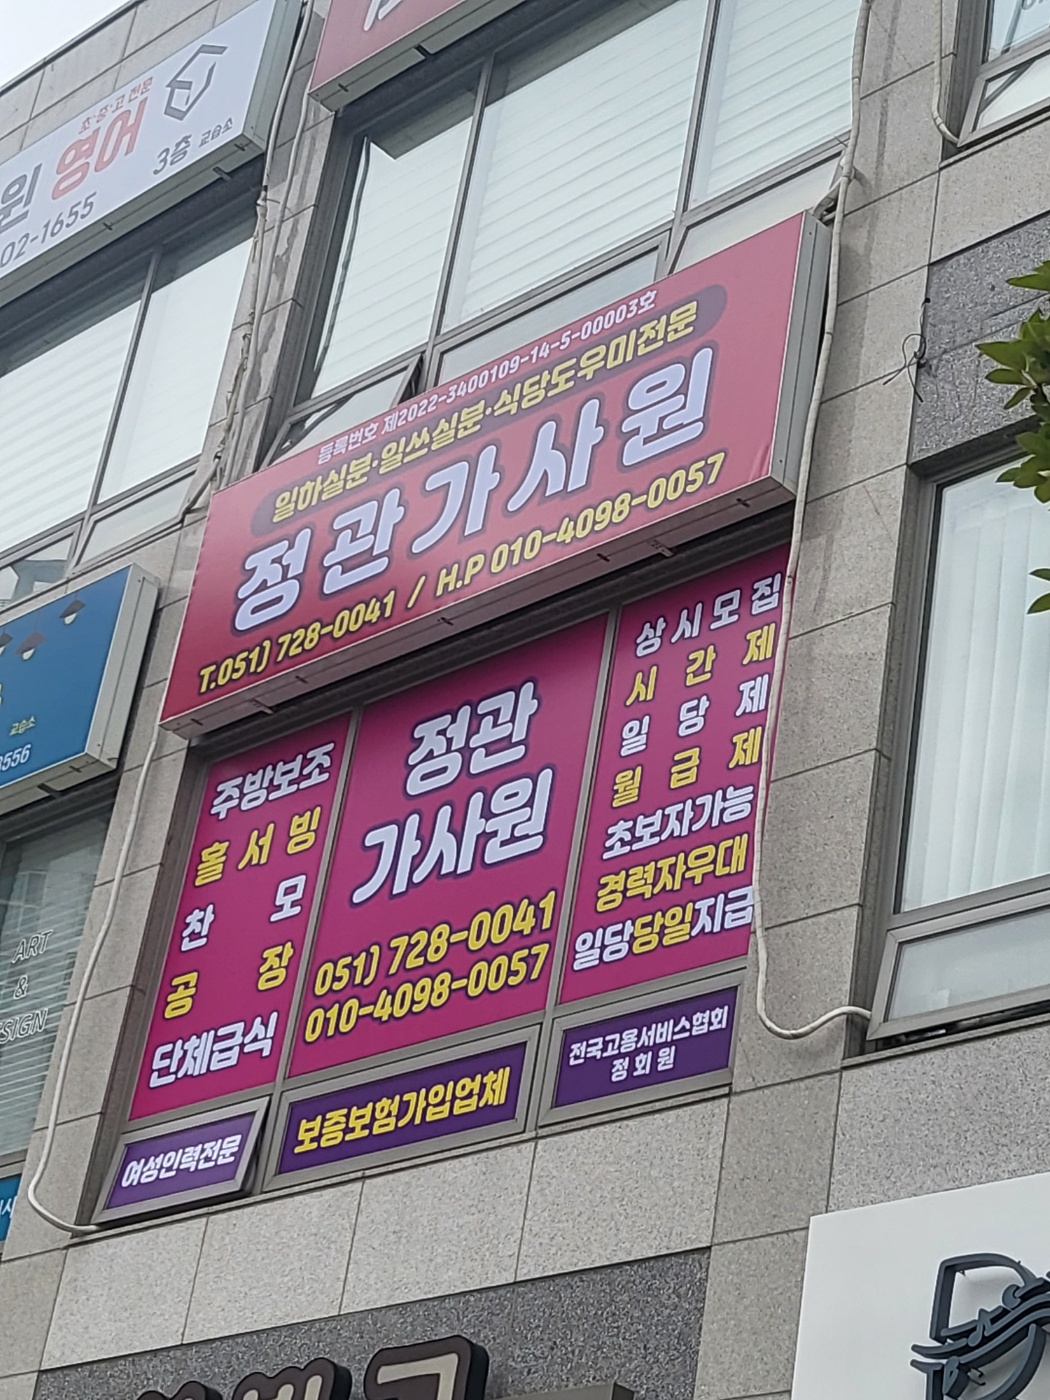 초·중·고 전문
원 영어
3층 교습소
02-1655
등록번호 제2022-3400109-14-5-00003호
일하실분·일쓰실분·식당도우미전문
정관가사원
T.051) 728-0041 / H.P 010-4098-0057
주방보조
홀서빙
찬모
공장
단체급식
여성인력전문
정관
가사원
051) 728-0041
010-4098-0057
보증보험가입업체
상시모집
시간제
일당제
월급제
초보자가능
경력자우대
일당당일지급
전국고용서비스협회
정회원
교습소
3556
ART
&